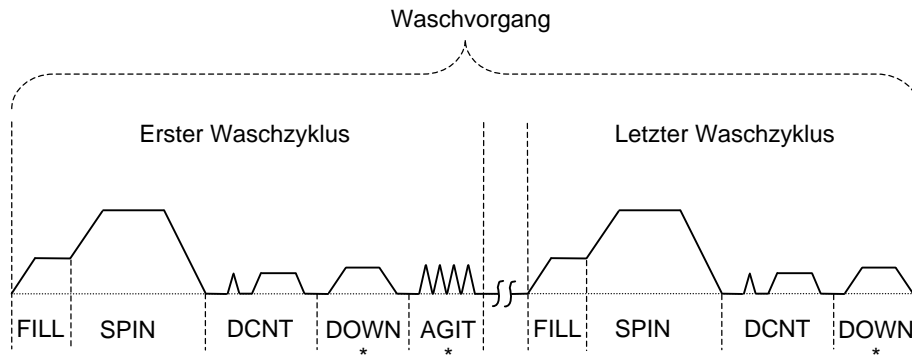 Waschvorgang
Erster Waschzyklus
Letzter Waschzyklus
FILL SPIN DCNT DOWN AGIT FILL SPIN DCNT DOWN
* * *